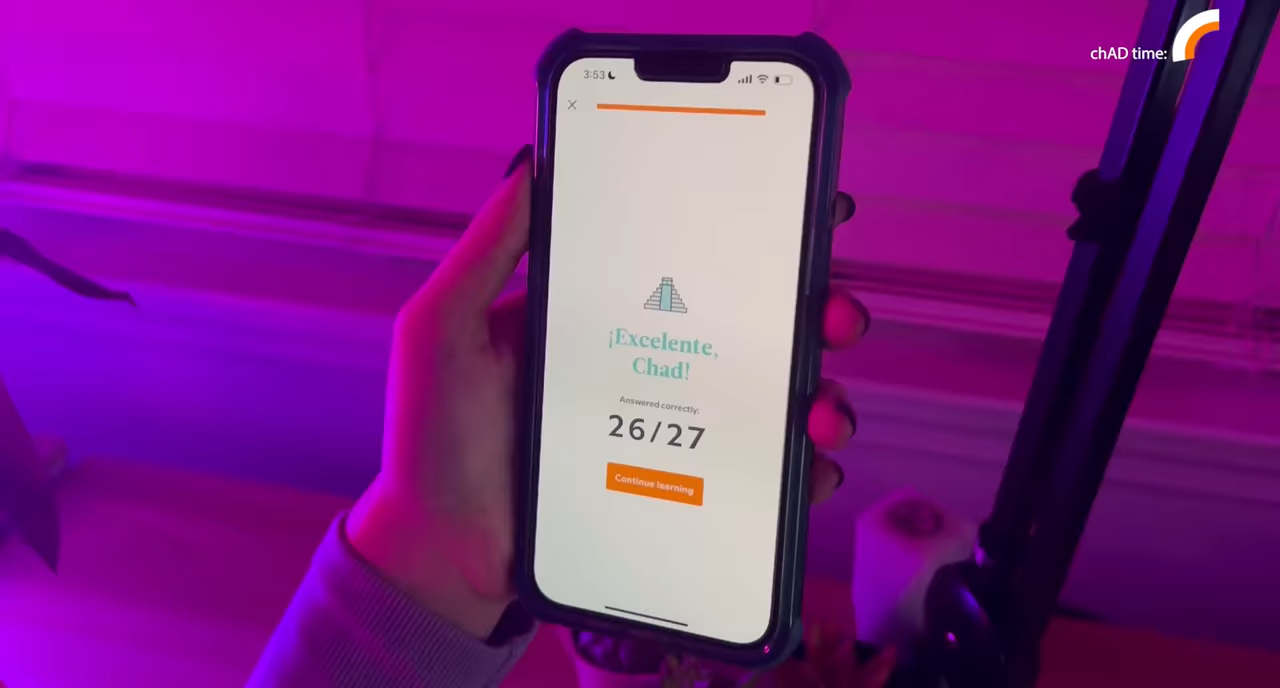 chAD time:
3:53
¡Excelente,
Chad!
Answered correctly:
26/27
Continue learning